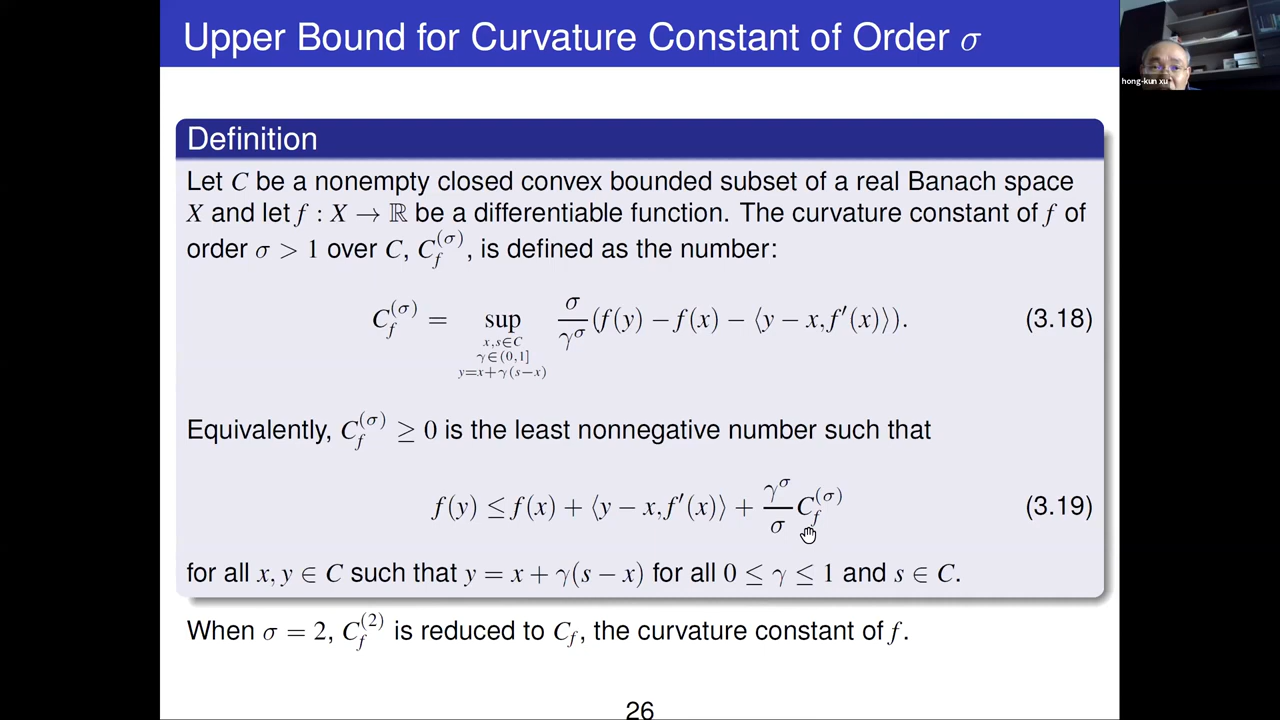 Upper Bound for Curvature Constant of Order σ
hong-kun xu
Definition
Let C be a nonempty closed convex bounded subset of a real Banach space
X and let f : X → ℝ be a differentiable function. The curvature constant of f of
order σ > 1 over C, C_f^{(σ)}, is defined as the number:
C_f^{(σ)} = sup_{x,s∈C, γ∈(0,1], y=x+γ(s−x)} σ/γ^σ (f(y) − f(x) − ⟨y − x, f′(x)⟩). (3.18)
Equivalently, C_f^{(σ)} ≥ 0 is the least nonnegative number such that
f(y) ≤ f(x) + ⟨y − x, f′(x)⟩ + γ^σ/σ C_f^{(σ)} (3.19)
for all x, y ∈ C such that y = x + γ(s − x) for all 0 ≤ γ ≤ 1 and s ∈ C.
When σ = 2, C_f^{(2)} is reduced to C_f, the curvature constant of f.
26